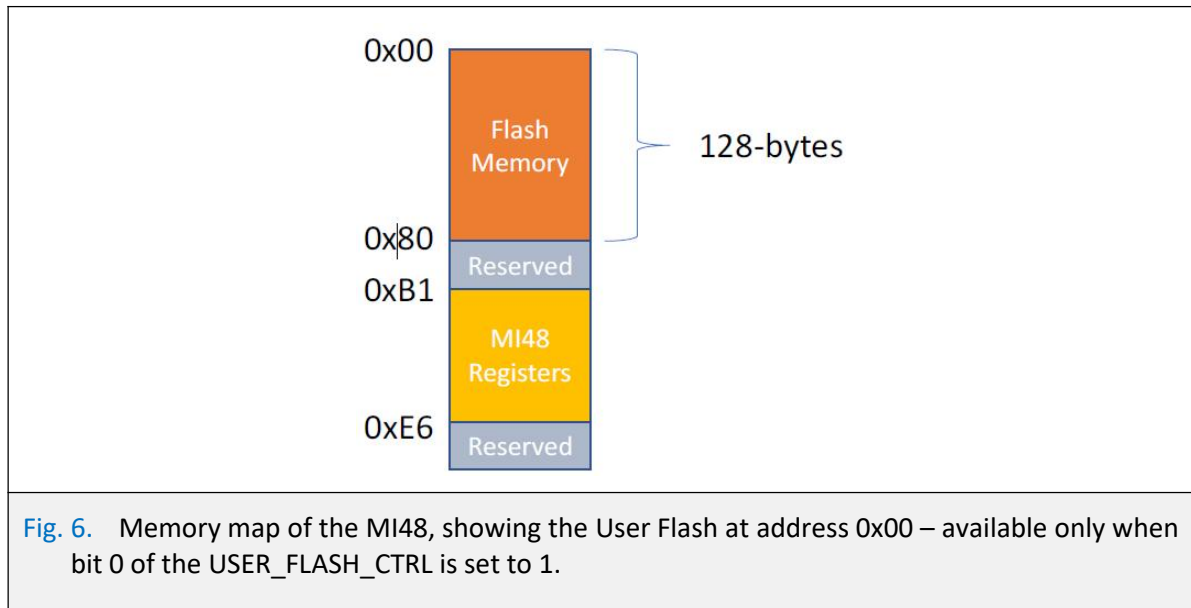 0x00
Flash
Memory
128-bytes
0x80
Reserved
0xB1
MI48
Registers
0xE6
Reserved
Fig. 6. Memory map of the MI48, showing the User Flash at address 0x00 – available only when
bit 0 of the USER_FLASH_CTRL is set to 1.